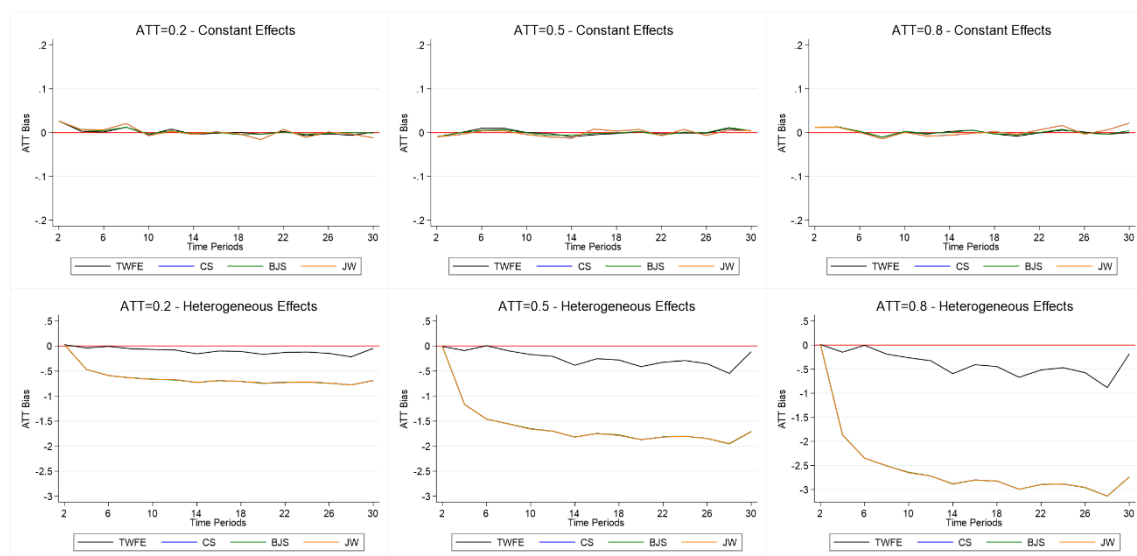 ATT=0.2 - Constant Effects
ATT Bias
.2
.1
0
-.1
-.2
2 6 10 14 18 22 26 30
Time Periods
TWFE CS BJS JW
ATT=0.5 - Constant Effects
ATT Bias
.2
.1
0
-.1
-.2
2 6 10 14 18 22 26 30
Time Periods
TWFE CS BJS JW
ATT=0.8 - Constant Effects
ATT Bias
.2
.1
0
-.1
-.2
2 6 10 14 18 22 26 30
Time Periods
TWFE CS BJS JW
ATT=0.2 - Heterogeneous Effects
ATT Bias
.5
0
-.5
-1
-1.5
-2
-2.5
-3
2 6 10 14 18 22 26 30
Time Periods
TWFE CS BJS JW
ATT=0.5 - Heterogeneous Effects
ATT Bias
.5
0
-.5
-1
-1.5
-2
-2.5
-3
2 6 10 14 18 22 26 30
Time Periods
TWFE CS BJS JW
ATT=0.8 - Heterogeneous Effects
ATT Bias
.5
0
-.5
-1
-1.5
-2
-2.5
-3
2 6 10 14 18 22 26 30
Time Periods
TWFE CS BJS JW